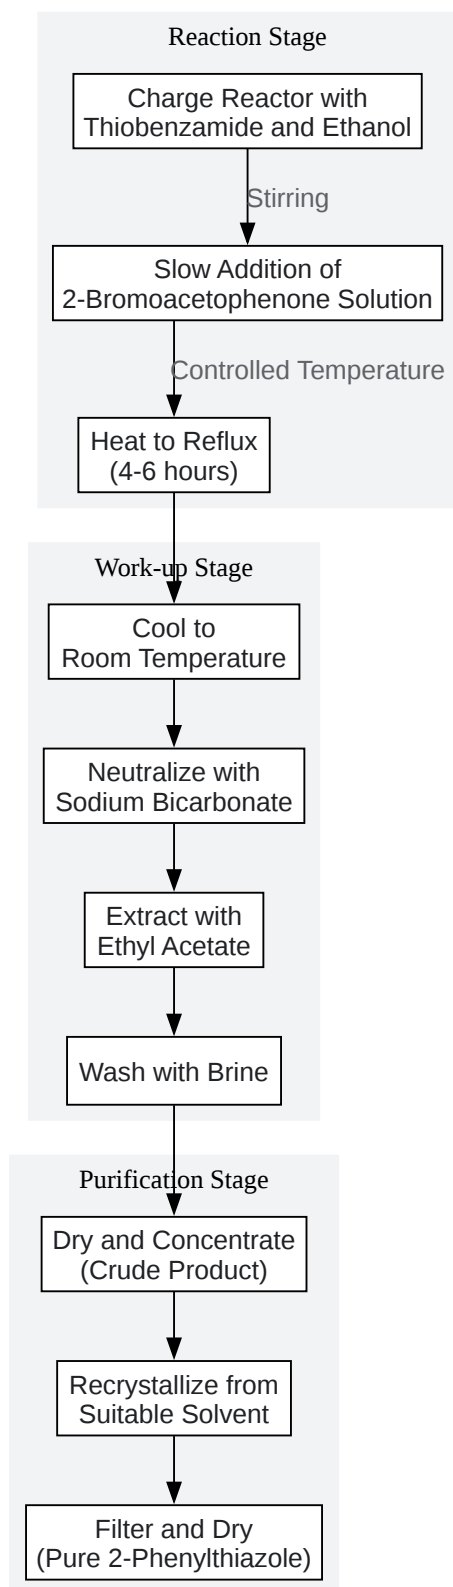 Reaction Stage
Charge Reactor with
Thiobenzamide and Ethanol
Stirring
Slow Addition of
2-Bromoacetophenone Solution
Controlled Temperature
Heat to Reflux
(4-6 hours)
Work-up Stage
Cool to
Room Temperature
Neutralize with
Sodium Bicarbonate
Extract with
Ethyl Acetate
Wash with Brine
Purification Stage
Dry and Concentrate
(Crude Product)
Recrystallize from
Suitable Solvent
Filter and Dry
(Pure 2-Phenylthiazole)